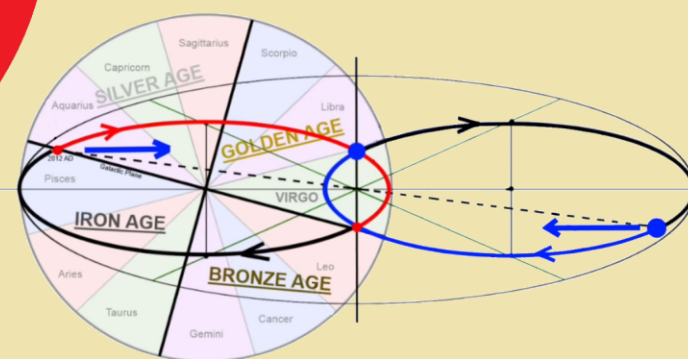 Sagittarius
Scorpio
Capricorn
SILVER AGE
Aquarius
Libra
GOLDEN AGE
2012 AD
Galactic Plane
Pisces
VIRGO
IRON AGE
Aries
Leo
BRONZE AGE
Taurus
Cancer
Gemini